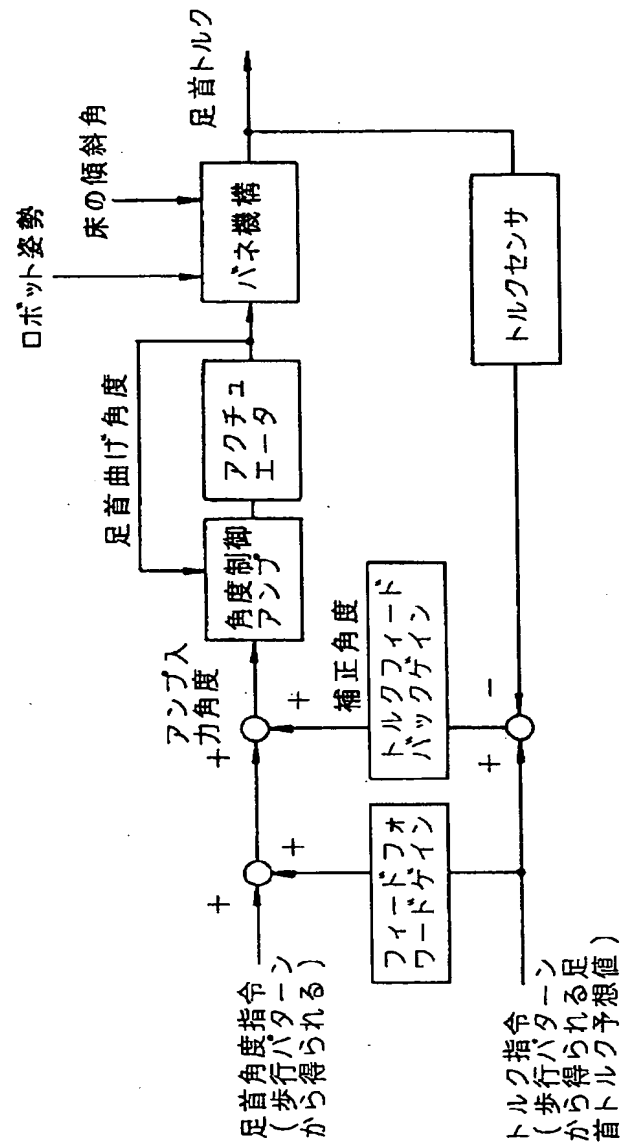 足首角度指令
(歩行パターン
から得られる)
+
+
+
アンプ入
力角度
+
角度制御
アンプ
足首曲げ角度
アクチュ
エータ
ロボット姿勢
床の傾斜角
バネ機構
足首トルク
フィードフォ
ワードゲイン
補正角度
トルクフィード
バックゲイン
トルクセンサ
+
-
トルク指令
(歩行パターン
から得られる足
首トルク予想値)